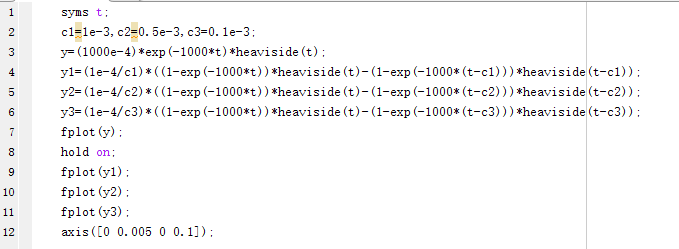 1 syms t;
2 c1=1e-3,c2=0.5e-3,c3=0.1e-3;
3 y=(1000e-4)*exp(-1000*t)*heaviside(t);
4 y1=(1e-4/c1)*((1-exp(-1000*t))*heaviside(t)-(1-exp(-1000*(t-c1)))*heaviside(t-c1));
5 y2=(1e-4/c2)*((1-exp(-1000*t))*heaviside(t)-(1-exp(-1000*(t-c2)))*heaviside(t-c2));
6 y3=(1e-4/c3)*((1-exp(-1000*t))*heaviside(t)-(1-exp(-1000*(t-c3)))*heaviside(t-c3));
7 fplot(y);
8 hold on;
9 fplot(y1);
10 fplot(y2);
11 fplot(y3);
12 axis([0 0.005 0 0.1]);